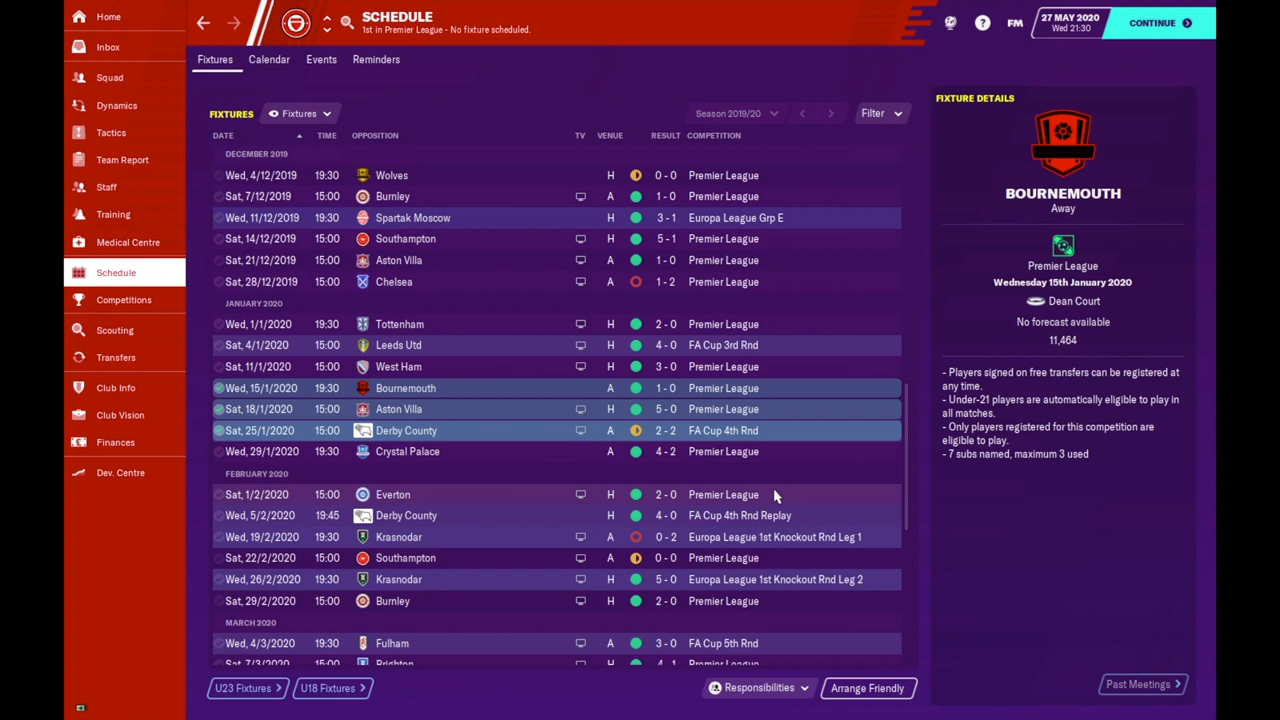 Home
Inbox
Squad
Dynamics
Tactics
Team Report
Staff
Training
Medical Centre
Schedule
Competitions
Scouting
Transfers
Club Info
Club Vision
Finances
Dev. Centre
SCHEDULE
1st in Premier League - No fixture scheduled.
? FM
27 MAY 2020
Wed 21:30
CONTINUE
Fixtures Calendar Events Reminders
FIXTURES Fixtures Season 2019/20 Filter
DATE TIME OPPOSITION TV VENUE RESULT COMPETITION
DECEMBER 2019
Wed, 4/12/2019 19:30 Wolves H 0 - 0 Premier League
Sat, 7/12/2019 15:00 Burnley A 1 - 0 Premier League
Wed, 11/12/2019 19:30 Spartak Moscow H 3 - 1 Europa League Grp E
Sat, 14/12/2019 15:00 Southampton H 5 - 1 Premier League
Sat, 21/12/2019 15:00 Aston Villa A 1 - 0 Premier League
Sat, 28/12/2019 15:00 Chelsea A 1 - 2 Premier League
JANUARY 2020
Wed, 1/1/2020 19:30 Tottenham H 2 - 0 Premier League
Sat, 4/1/2020 15:00 Leeds Utd H 4 - 0 FA Cup 3rd Rnd
Sat, 11/1/2020 15:00 West Ham H 3 - 0 Premier League
Wed, 15/1/2020 19:30 Bournemouth A 1 - 0 Premier League
Sat, 18/1/2020 15:00 Aston Villa H 5 - 0 Premier League
Sat, 25/1/2020 15:00 Derby County A 2 - 2 FA Cup 4th Rnd
Wed, 29/1/2020 19:30 Crystal Palace A 4 - 2 Premier League
FEBRUARY 2020
Sat, 1/2/2020 15:00 Everton H 2 - 0 Premier League
Wed, 5/2/2020 19:45 Derby County H 4 - 0 FA Cup 4th Rnd Replay
Wed, 19/2/2020 19:30 Krasnodar A 0 - 2 Europa League 1st Knockout Rnd Leg 1
Sat, 22/2/2020 15:00 Southampton A 0 - 0 Premier League
Wed, 26/2/2020 19:30 Krasnodar H 5 - 0 Europa League 1st Knockout Rnd Leg 2
Sat, 29/2/2020 15:00 Burnley H 2 - 0 Premier League
MARCH 2020
Wed, 4/3/2020 19:30 Fulham A 3 - 0 FA Cup 5th Rnd
Sat, 7/3/2020 15:00 Brighton H 4 - 1 Premier League
U23 Fixtures U18 Fixtures Responsibilities Arrange Friendly
FIXTURE DETAILS
BOURNEMOUTH
Away
Premier League
Wednesday 15th January 2020
Dean Court
No forecast available
11,464
- Players signed on free transfers can be registered at
any time.
- Under-21 players are automatically eligible to play in
all matches.
- Only players registered for this competition are
eligible to play.
- 7 subs named, maximum 3 used
Past Meetings